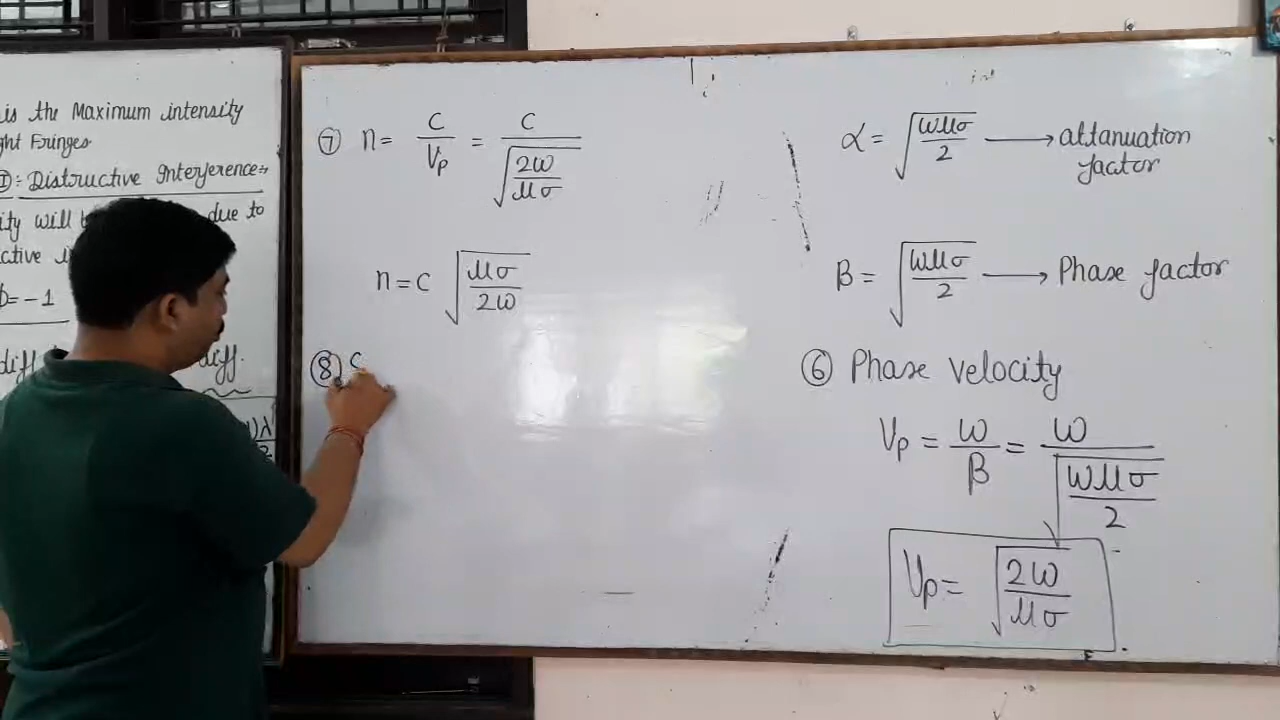 is the Maximum intensity
ght Fringes
I :- Distructive Interference :-
ity will due to
ctive
= -1
diff diff.
λ
⑦ n = C/Vp = C/√(2ω/μσ)
n = C √(μσ/2ω)
⑧ C
α = √(ωμσ/2) ⟶ attanuation factor
β = √(ωμσ/2) ⟶ Phase factor
⑥ Phase velocity
Vp = ω/β = ω/√(ωμσ/2)
Vp = √(2ω/μσ)